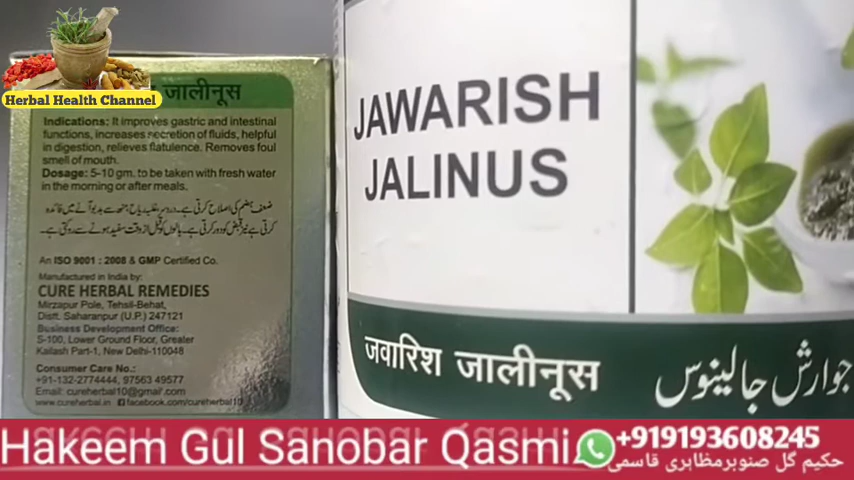 Herbal Health Channel
जालीनूस
Indications: It improves gastric and intestinal
functions, increases secretion of fluids, helpful
in digestion, relieves flatulence. Removes foul
smell of mouth.
Dosage: 5-10 gm. to be taken with fresh water
in the morning or after meals.
An ISO 9001 : 2008 & GMP Certified Co.
Manufactured in India by:
CURE HERBAL REMEDIES
Mirzapur Pole, Tehsil-Behat,
Distt. Saharanpur (U.P.) 247121
Business Development Office:
S-100, Lower Ground Floor, Greater
Kailash Part-1, New Delhi-110048
Consumer Care No.:
+91-132-2774444, 97563 49577
Email: cureherbal10@gmail.com
www.cureherbal.in facebook.com/cureherbal10
JAWARISH
JALINUS
जवारिश जालीनूस
جوارش جالینوس
Hakeem Gul Sanobar Qasmi
+919193608245
حکیم گل صنوبر مظاہری قاسمی